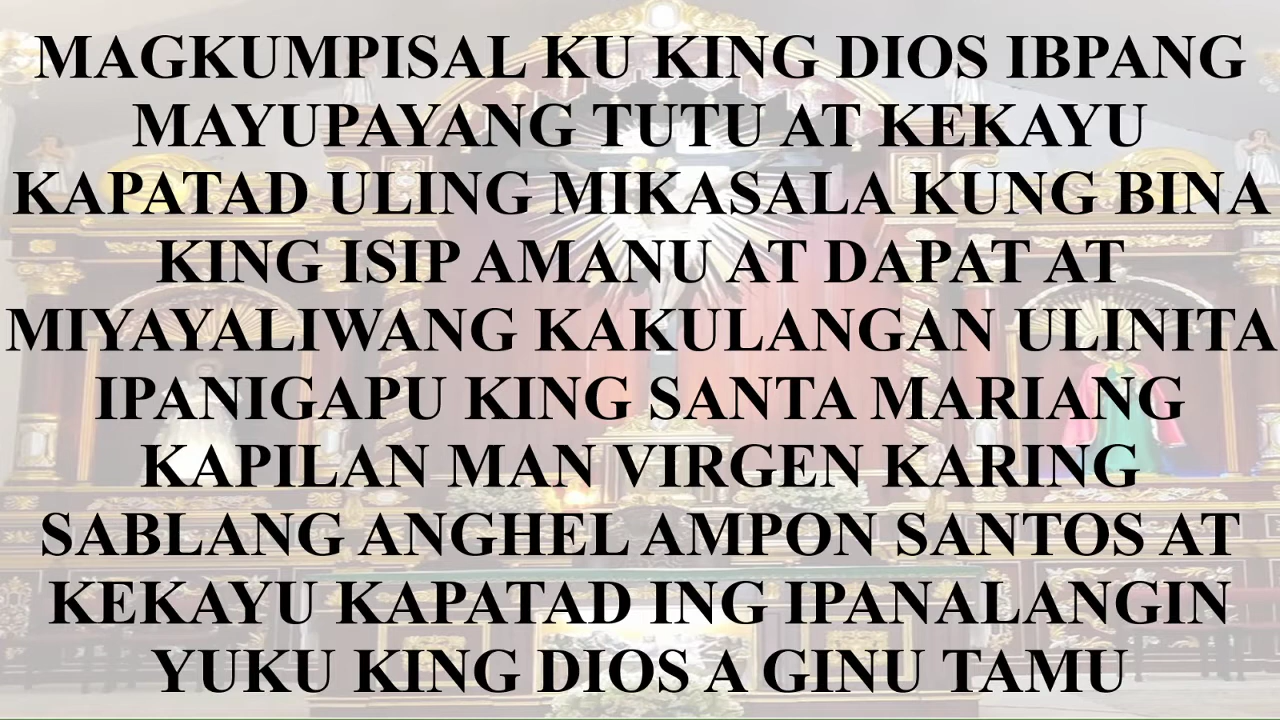 MAGKUMPISAL KU KING DIOS IBPANG
MAYUPAYANG TUTU AT KEKAYU
KAPATAD ULING MIKASALA KUNG BINA
KING ISIP AMANU AT DAPAT AT
MIYAYALIWANG KAKULANGAN ULINITA
IPANIGAPU KING SANTA MARIANG
KAPILAN MAN VIRGEN KARING
SABLANG ANGHEL AMPON SANTOS AT
KEKAYU KAPATAD ING IPANALANGIN
YUKU KING DIOS A GINU TAMU